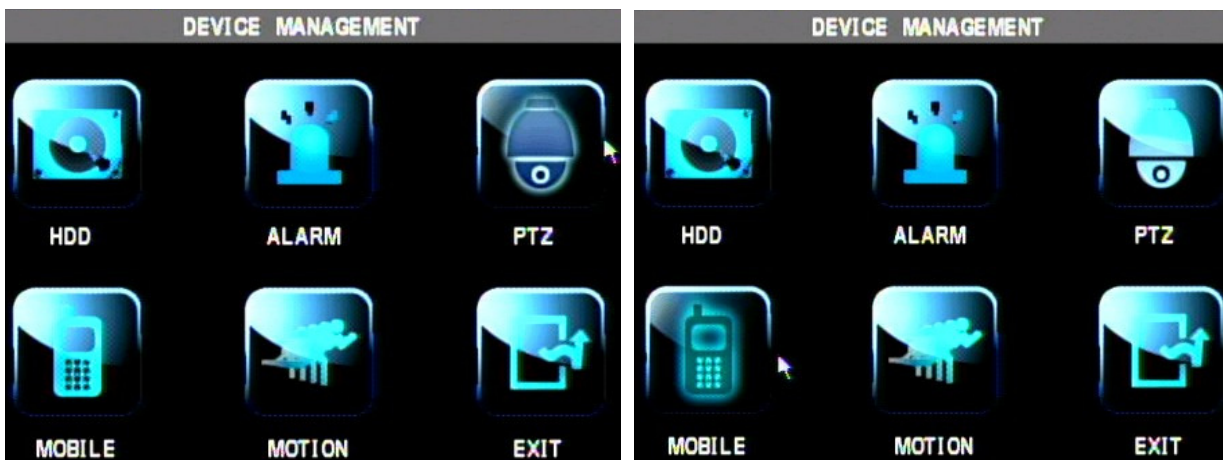 DEVICE MANAGEMENT
HDD ALARM PTZ
MOBILE MOTION EXIT
DEVICE MANAGEMENT
HDD ALARM PTZ
MOBILE MOTION EXIT